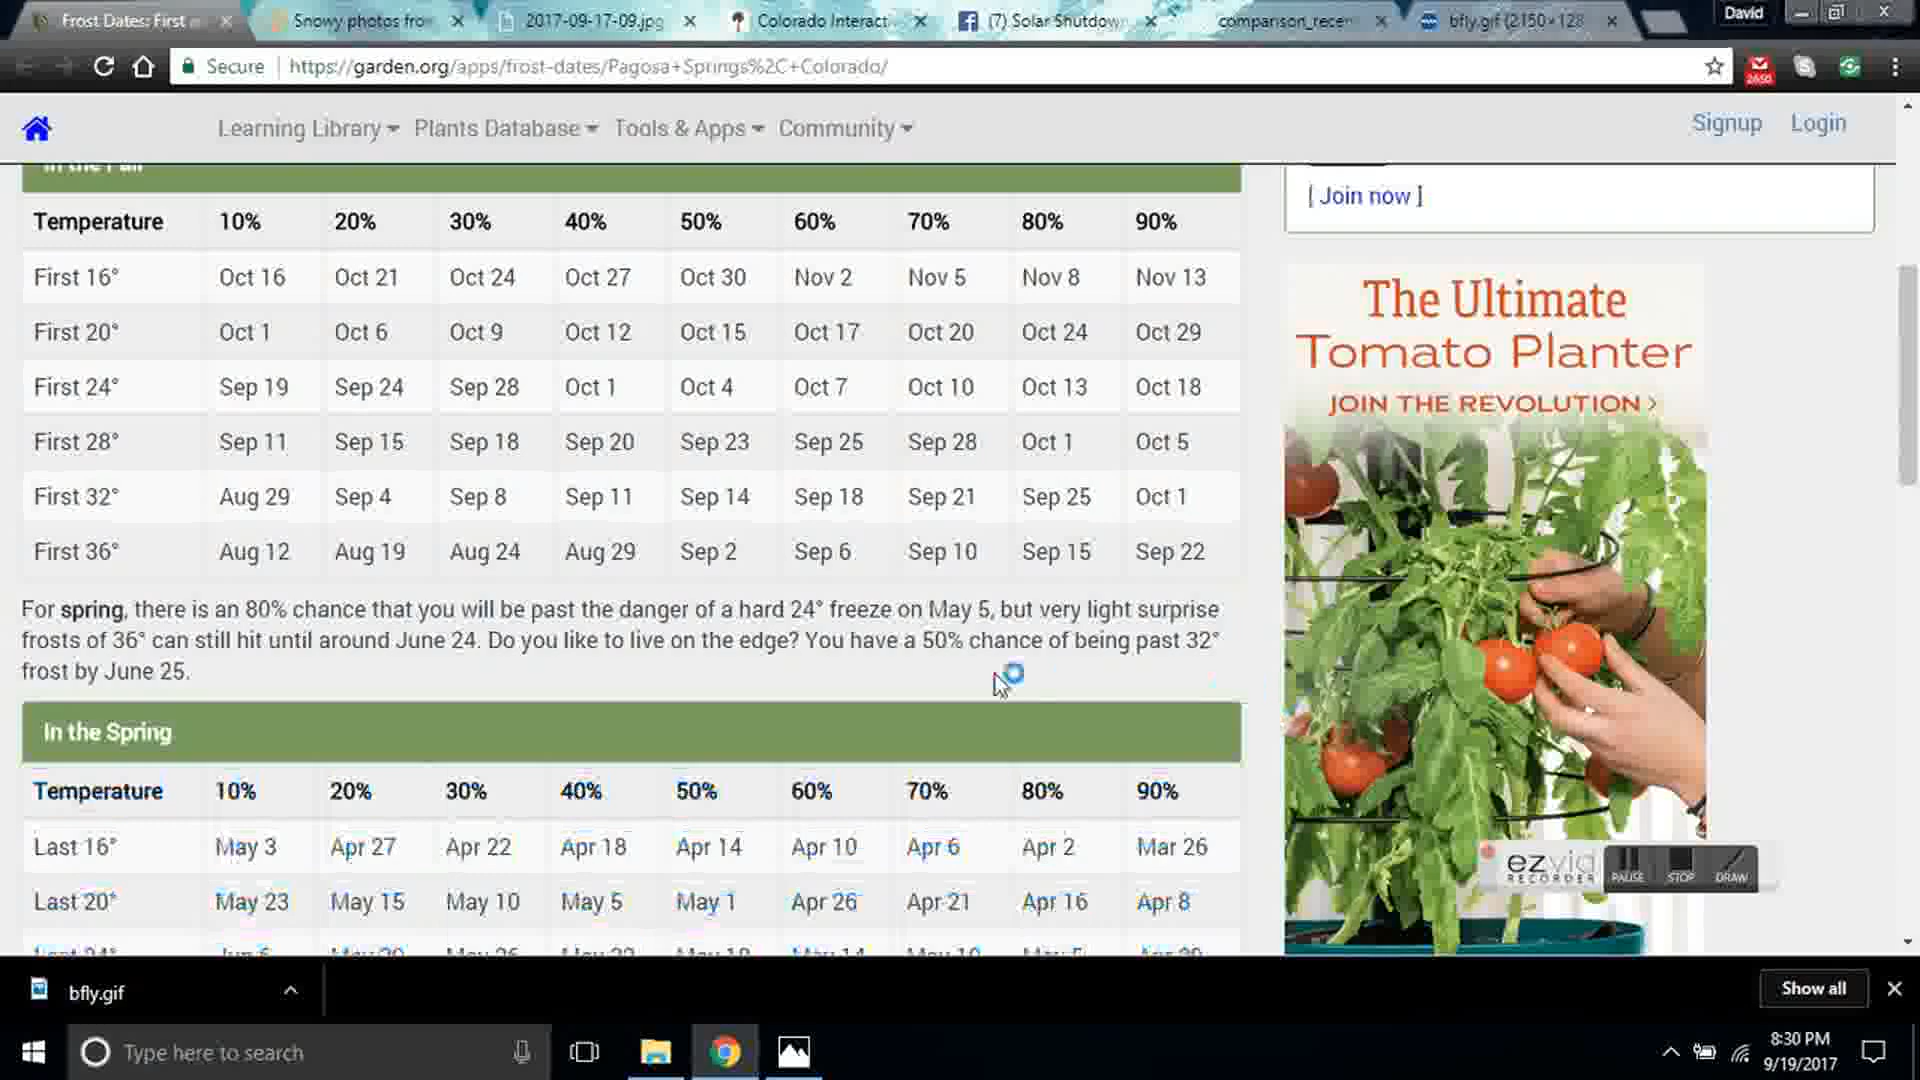 Frost Dates: First
Snowy photos fro
2017-09-17-09.jpg
Colorado Interact
(7) Solar Shutdow
comparison_recen
bfly.gif (2150×128
David
Secure
https://garden.org/apps/frost-dates/Pagosa+Springs%2C+Colorado/
2650
Learning Library
Plants Database
Tools & Apps
Community
Signup
Login
In the Fall
[ Join now ]
Temperature 10% 20% 30% 40% 50% 60% 70% 80% 90%
First 16° Oct 16 Oct 21 Oct 24 Oct 27 Oct 30 Nov 2 Nov 5 Nov 8 Nov 13
First 20° Oct 1 Oct 6 Oct 9 Oct 12 Oct 15 Oct 17 Oct 20 Oct 24 Oct 29
First 24° Sep 19 Sep 24 Sep 28 Oct 1 Oct 4 Oct 7 Oct 10 Oct 13 Oct 18
First 28° Sep 11 Sep 15 Sep 18 Sep 20 Sep 23 Sep 25 Sep 28 Oct 1 Oct 5
First 32° Aug 29 Sep 4 Sep 8 Sep 11 Sep 14 Sep 18 Sep 21 Sep 25 Oct 1
First 36° Aug 12 Aug 19 Aug 24 Aug 29 Sep 2 Sep 6 Sep 10 Sep 15 Sep 22
For spring, there is an 80% chance that you will be past the danger of a hard 24° freeze on May 5, but very light surprise
frosts of 36° can still hit until around June 24. Do you like to live on the edge? You have a 50% chance of being past 32°
frost by June 25.
In the Spring
Temperature 10% 20% 30% 40% 50% 60% 70% 80% 90%
Last 16° May 3 Apr 27 Apr 22 Apr 18 Apr 14 Apr 10 Apr 6 Apr 2 Mar 26
Last 20° May 23 May 15 May 10 May 5 May 1 Apr 26 Apr 21 Apr 16 Apr 8
The Ultimate
Tomato Planter
JOIN THE REVOLUTION >
ezvid
RECORDER
PAUSE
STOP
DRAW
bfly.gif
Show all
Type here to search
8:30 PM
9/19/2017